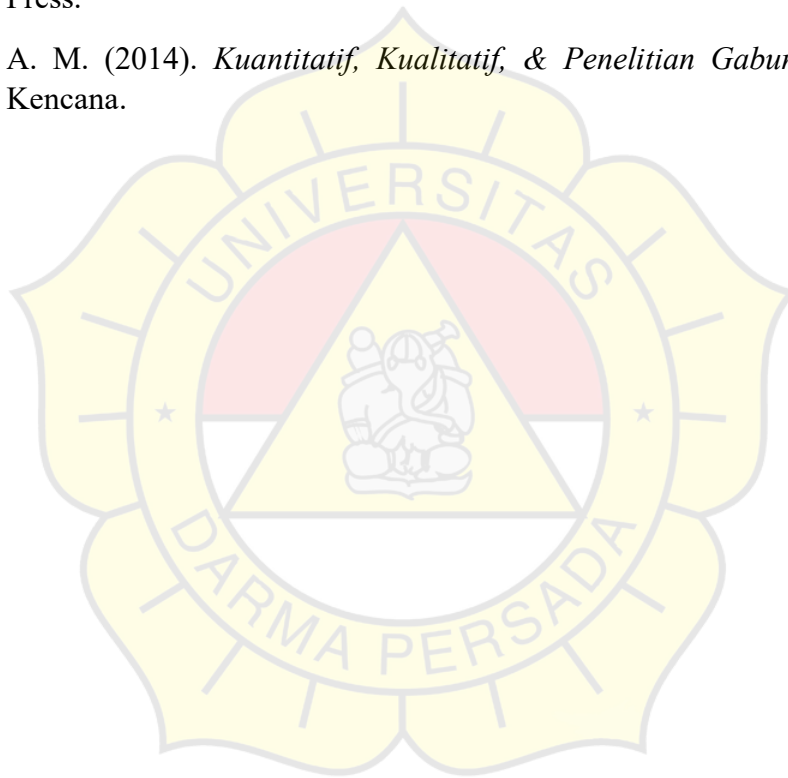 Press.
A. M. (2014). Kuantitatif, Kualitatif, & Penelitian Gabun
Kencana.
UNIVERSITAS
DARMA PERSADA